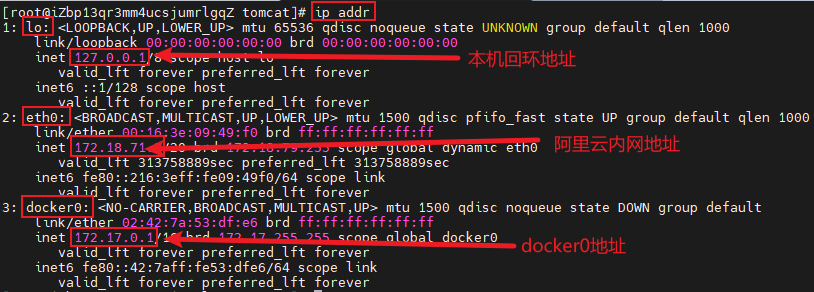 [root@iZbp13qr3mm4ucsjumrlgqZ tomcat]# ip addr
1: lo: <LOOPBACK,UP,LOWER_UP> mtu 65536 qdisc noqueue state UNKNOWN group default qlen 1000
link/loopback 00:00:00:00:00:00 brd 00:00:00:00:00:00
inet 127.0.0.1/8 scope host lo
本机回环地址
valid_lft forever preferred_lft forever
inet6 ::1/128 scope host
valid_lft forever preferred_lft forever
2: eth0: <BROADCAST,MULTICAST,UP,LOWER_UP> mtu 1500 qdisc pfifo_fast state UP group default qlen 1000
link/ether 00:16:3e:09:49:f0 brd ff:ff:ff:ff:ff:ff
inet 172.18.71 brd 172.18.79.255 scope global dynamic eth0
阿里云内网地址
valid_lft 313758889sec preferred_lft 313758889sec
inet6 fe80::216:3eff:fe09:49f0/64 scope link
valid_lft forever preferred_lft forever
3: docker0: <NO-CARRIER,BROADCAST,MULTICAST,UP> mtu 1500 qdisc noqueue state DOWN group default
link/ether 02:42:7a:53:df:e6 brd ff:ff:ff:ff:ff:ff
inet 172.17.0.1/16 brd 172.17.255.255 scope global docker0
docker0地址
valid_lft forever preferred_lft forever
inet6 fe80::42:7aff:fe53:dfe6/64 scope link
valid_lft forever preferred_lft forever